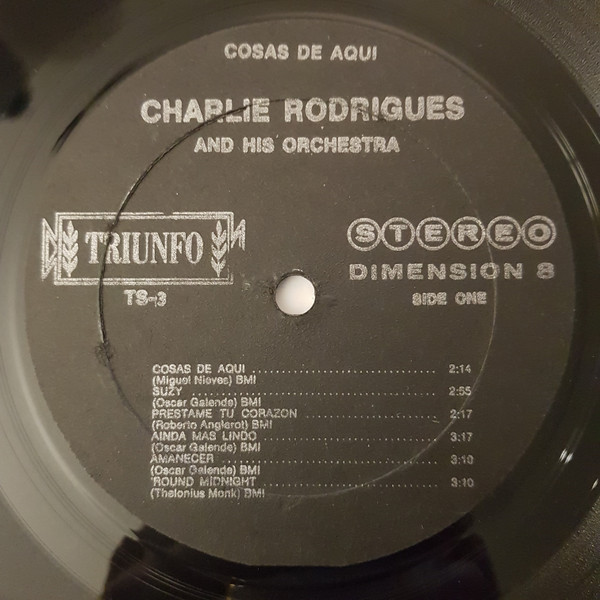 COSAS DE AQUI
CHARLIE RODRIGUES
AND HIS ORCHESTRA
TRIUNFO
STEREO
DIMENSION 8
TS-3
SIDE ONE
COSAS DE AQUI 2:14
(Miguel Nieves) BMI
SUZY 2:55
(Oscar Galende) BMI
PRESTAME TU CORAZON 2:17
(Roberto Anglerot) BMI
AINDA MAS LINDO 3:17
(Oscar Galende) BMI
AMANECER 3:10
(Oscar Galende) BMI
'ROUND MIDNIGHT 3:10
(Thelonius Monk) BMI